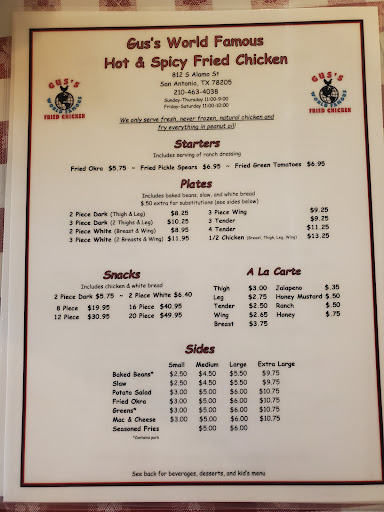 Gus's World Famous
Hot & Spicy Fried Chicken
812 S Alamo St
San Antonio, TX 78205
210-463-4038
Sunday-Thursday 11:00-9:00
Friday-Saturday 11:00-10:00
We only serve fresh, never frozen, natural chicken and
fry everything in peanut oil!
GUS'S
WORLD FAMOUS
FRIED CHICKEN
GUS'S
WORLD FAMOUS
FRIED CHICKEN
Starters
Includes serving of ranch dressing
Fried Okra $5.75 ~ Fried Pickle Spears $6.95 ~ Fried Green Tomatoes $6.95
Plates
Includes baked beans, slaw, and white bread
$.50 extra for substitutions (see sides below)
2 Piece Dark (Thigh & Leg) $8.25
3 Piece Dark (2 Thighs & Leg) $10.25
2 Piece White (Breast & Wing) $8.95
3 Piece White (2 Breasts & Wing) $11.95
3 Piece Wing $9.25
3 Tender $9.25
4 Tender $11.25
1/2 Chicken (Breast, Thigh, Leg, Wing) $13.25
Snacks
Includes chicken & white bread
2 Piece Dark $5.75 ~ 2 Piece White $6.40
8 Piece $19.95 16 Piece $40.95
12 Piece $30.95 20 Piece $49.95
A La Carte
Thigh $3.00 Jalapeno $.35
Leg $2.75 Honey Mustard $.50
Tender $2.50 Ranch $.50
Wing $2.65 Honey $.75
Breast $3.75
Sides
Small Medium Large Extra Large
Baked Beans* $2.50 $4.50 $5.50 $9.75
Slaw $2.50 $4.50 $5.50 $9.75
Potato Salad $3.00 $5.00 $6.00 $10.75
Fried Okra $3.00 $5.00 $6.00 $10.75
Greens* $3.00 $5.00 $6.00 $10.75
Mac & Cheese $3.00 $5.00 $6.00 $10.75
Seasoned Fries $5.00 $6.00
*Contains pork
See back for beverages, desserts, and kid's menu